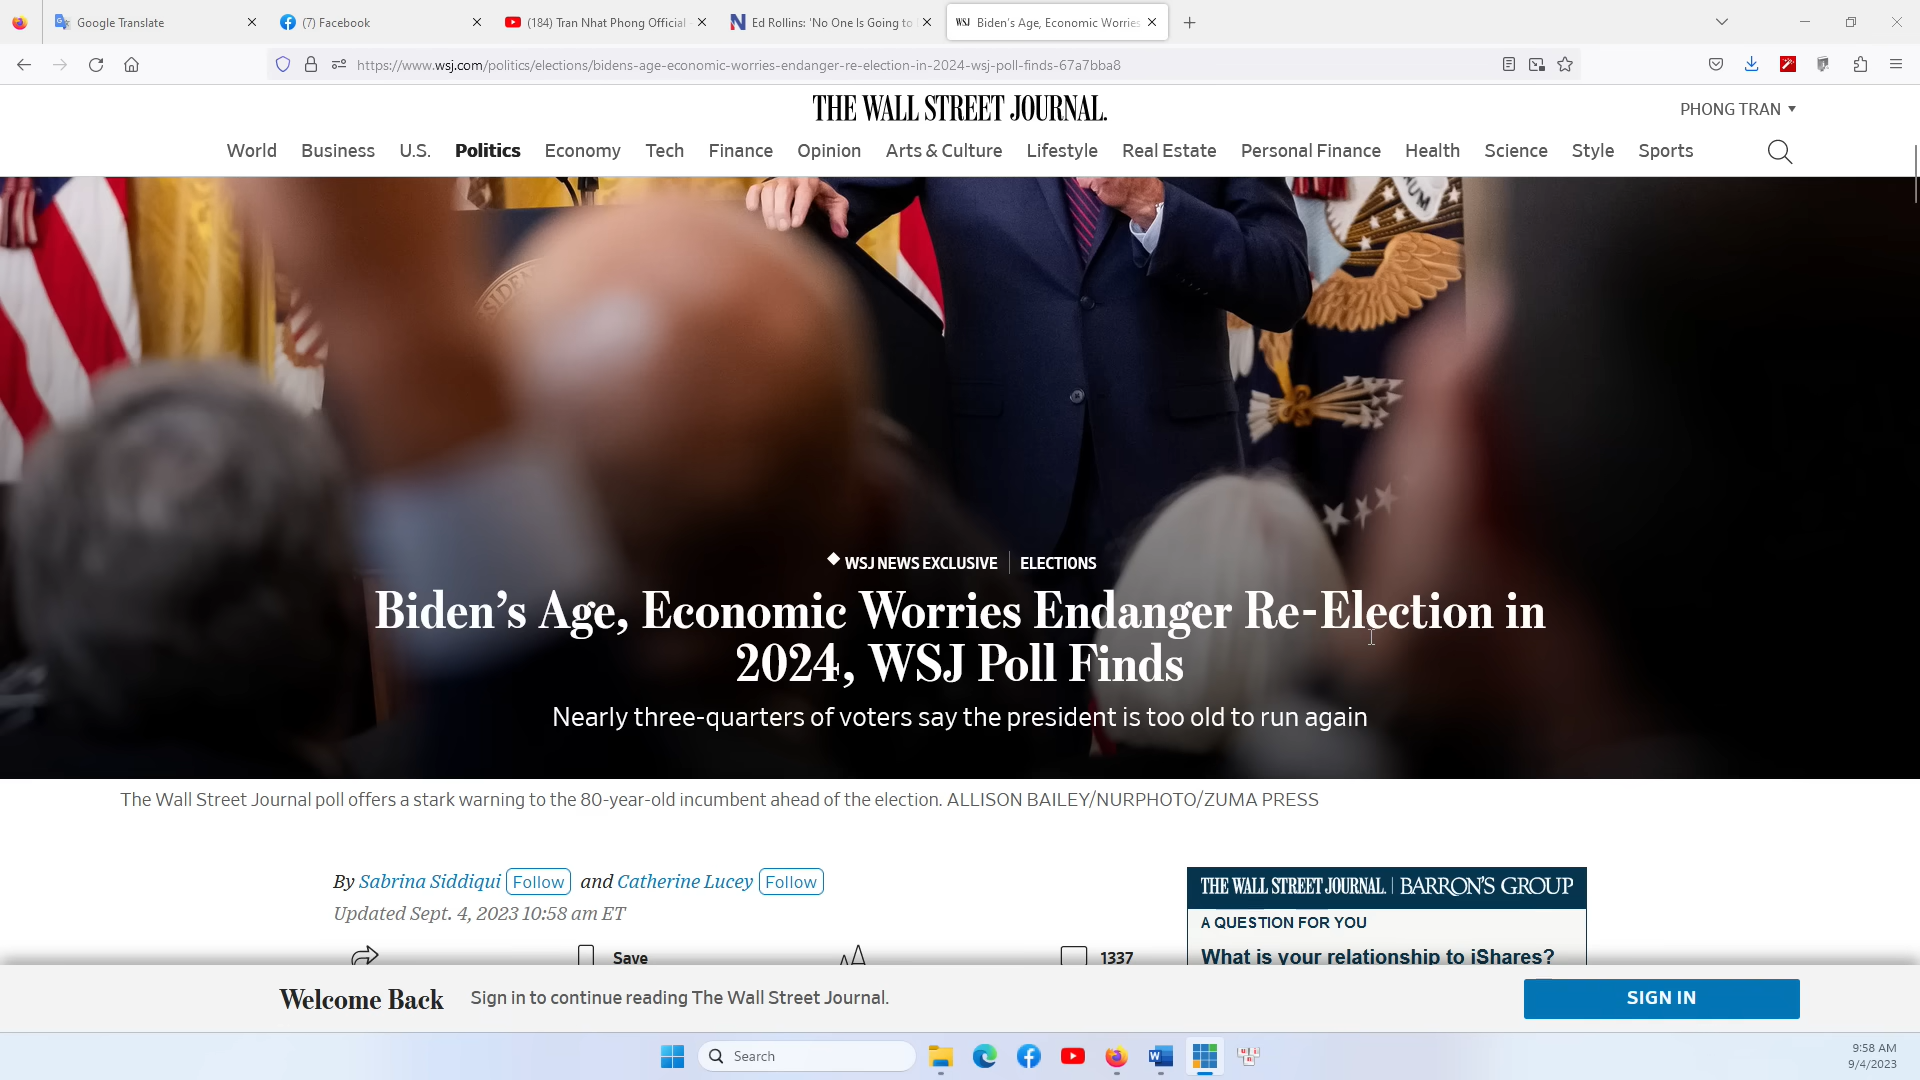 Google Translate
(7) Facebook
(184) Tran Nhat Phong Official -
Ed Rollins: 'No One Is Going to
WSJ Biden's Age, Economic Worries
https://www.wsj.com/politics/elections/bidens-age-economic-worries-endanger-re-election-in-2024-wsj-poll-finds-67a7bba8
THE WALL STREET JOURNAL.
PHONG TRAN
World Business U.S. Politics Economy Tech Finance Opinion Arts & Culture Lifestyle Real Estate Personal Finance Health Science Style Sports
WSJ NEWS EXCLUSIVE | ELECTIONS
Biden's Age, Economic Worries Endanger Re-Election in
2024, WSJ Poll Finds
Nearly three-quarters of voters say the president is too old to run again
The Wall Street Journal poll offers a stark warning to the 80-year-old incumbent ahead of the election. ALLISON BAILEY/NURPHOTO/ZUMA PRESS
By Sabrina Siddiqui Follow and Catherine Lucey Follow
Updated Sept. 4, 2023 10:58 am ET
Save
1337
THE WALL STREET JOURNAL. | BARRON'S GROUP
A QUESTION FOR YOU
What is your relationship to iShares?
Welcome Back Sign in to continue reading The Wall Street Journal.
SIGN IN
Search
9:58 AM
9/4/2023